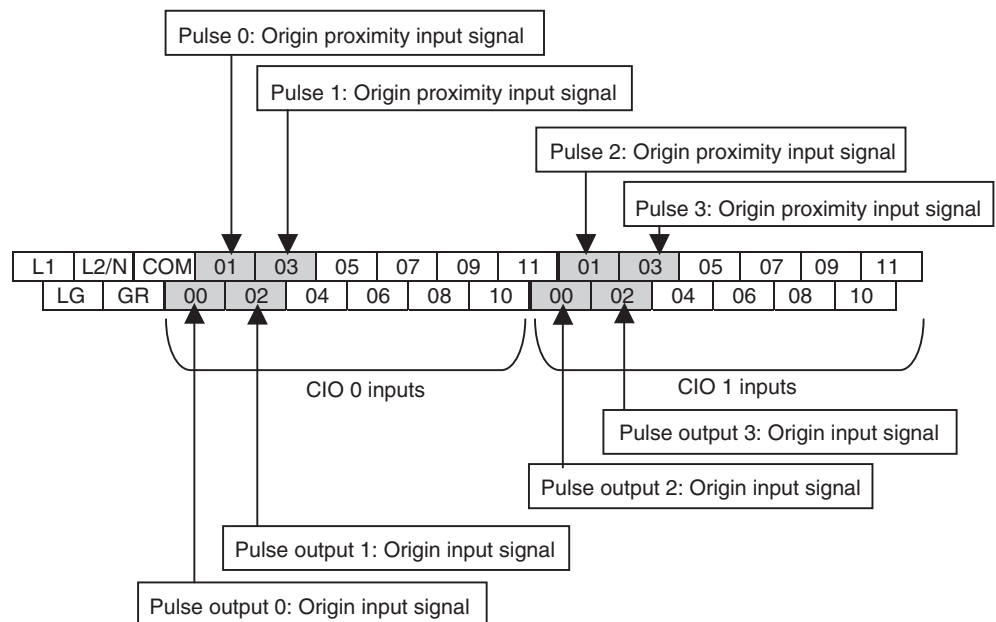 Pulse 0: Origin proximity input signal
Pulse 1: Origin proximity input signal
Pulse 2: Origin proximity input signal
Pulse 3: Origin proximity input signal
L1 L2/N COM 01 03 05 07 09 11 01 03 05 07 09 11
LG GR 00 02 04 06 08 10 00 02 04 06 08 10
CIO 0 inputs CIO 1 inputs
Pulse output 3: Origin input signal
Pulse output 2: Origin input signal
Pulse output 1: Origin input signal
Pulse output 0: Origin input signal